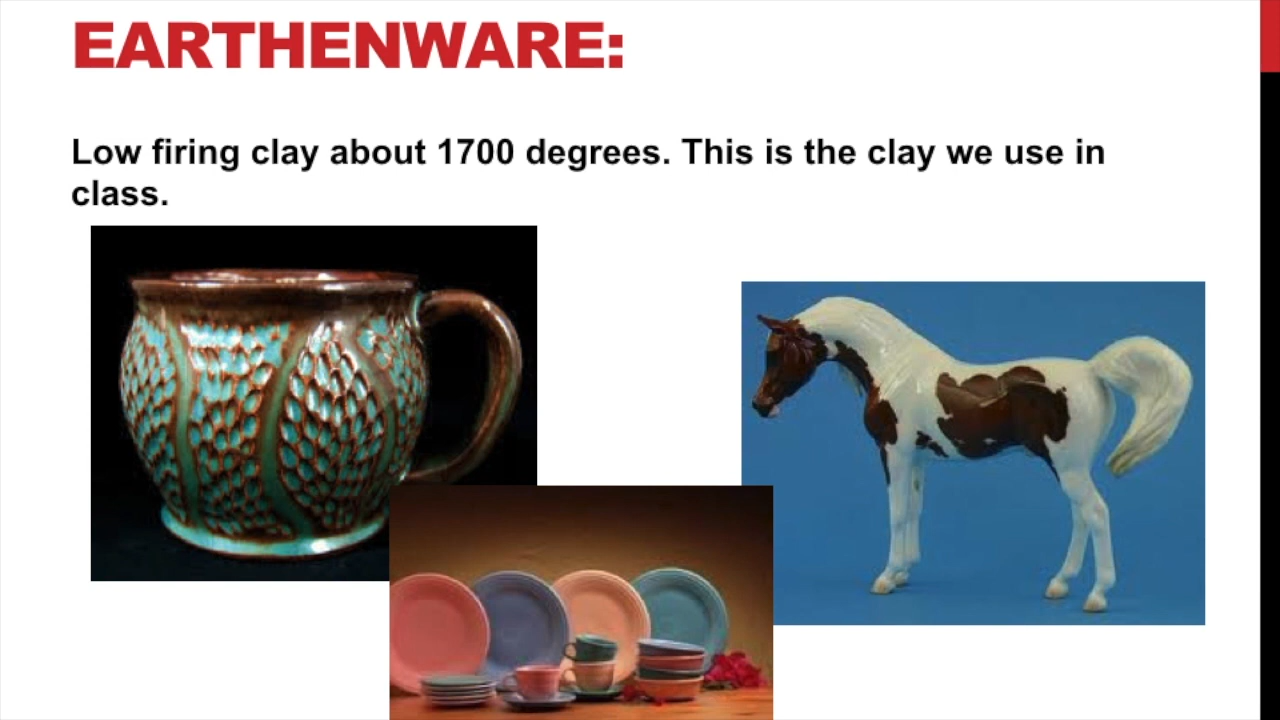 EARTHENWARE:
Low firing clay about 1700 degrees. This is the clay we use in
class.